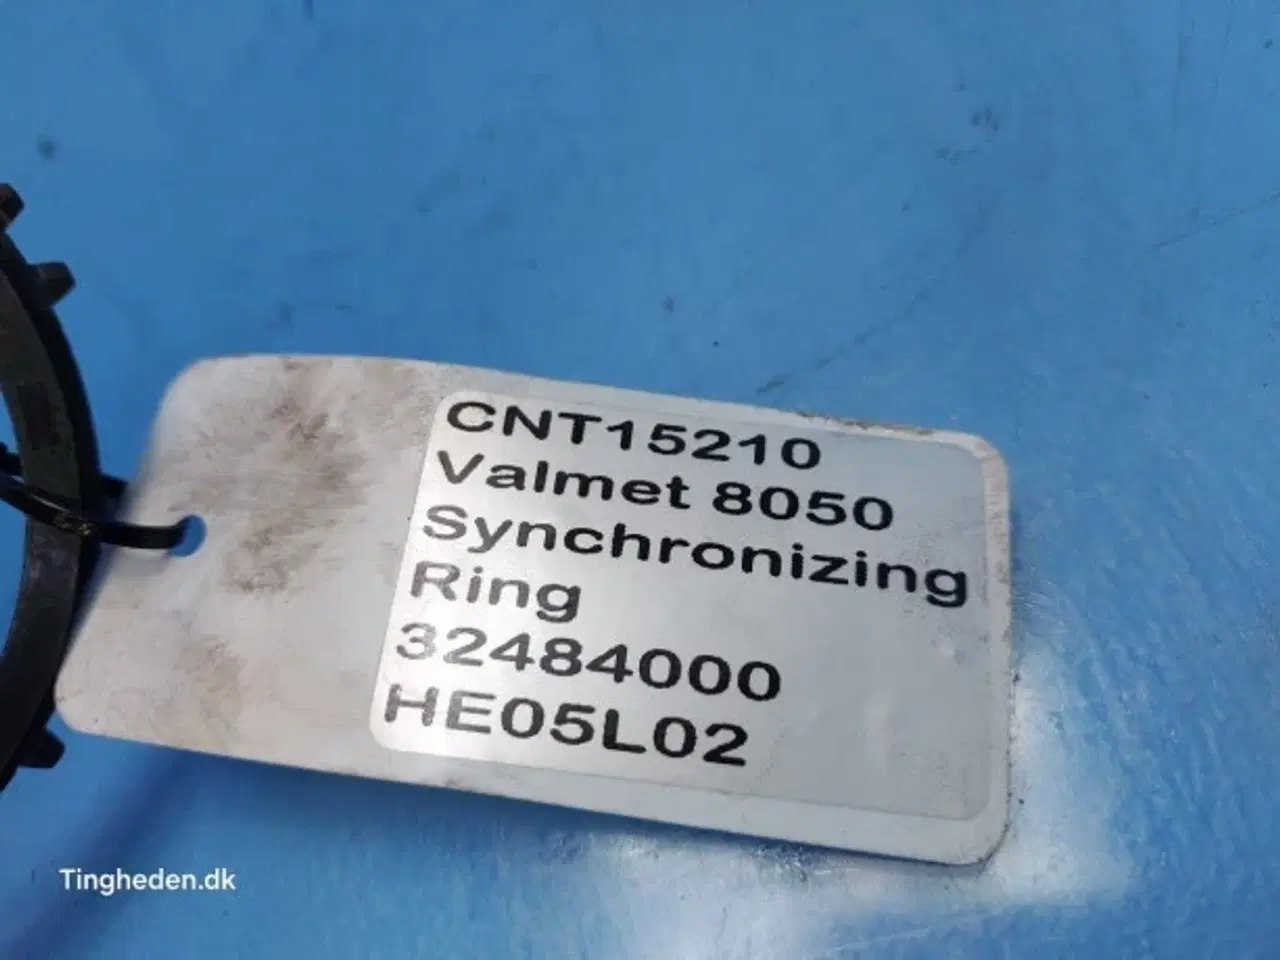 CNT15210
Valmet 8050
Synchronizing
Ring
32484000
HE05L02
Tingheden.dk